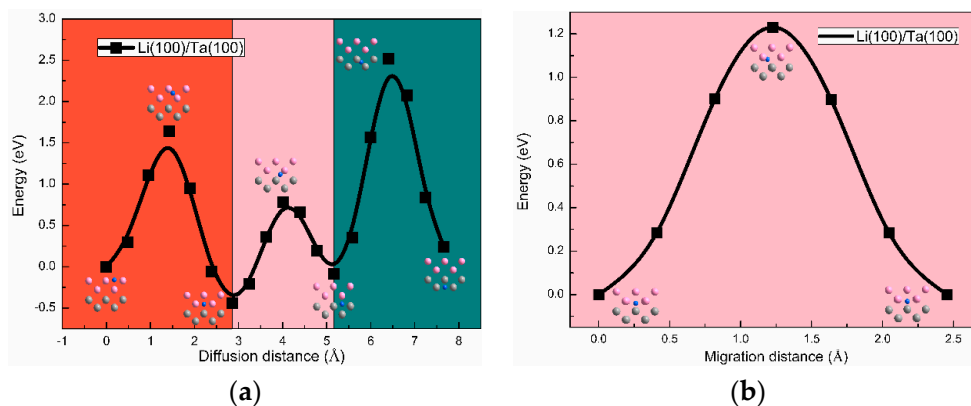 Li(100)/Ta(100)
Energy (eV)
3.0
2.5
2.0
1.5
1.0
0.5
0.0
-0.5
-1 0 1 2 3 4 5 6 7 8
Diffusion distance (Å)
(a)
Li(100)/Ta(100)
Energy (eV)
1.2
1.0
0.8
0.6
0.4
0.2
0.0
0.0 0.5 1.0 1.5 2.0 2.5
Migration distance (Å)
(b)